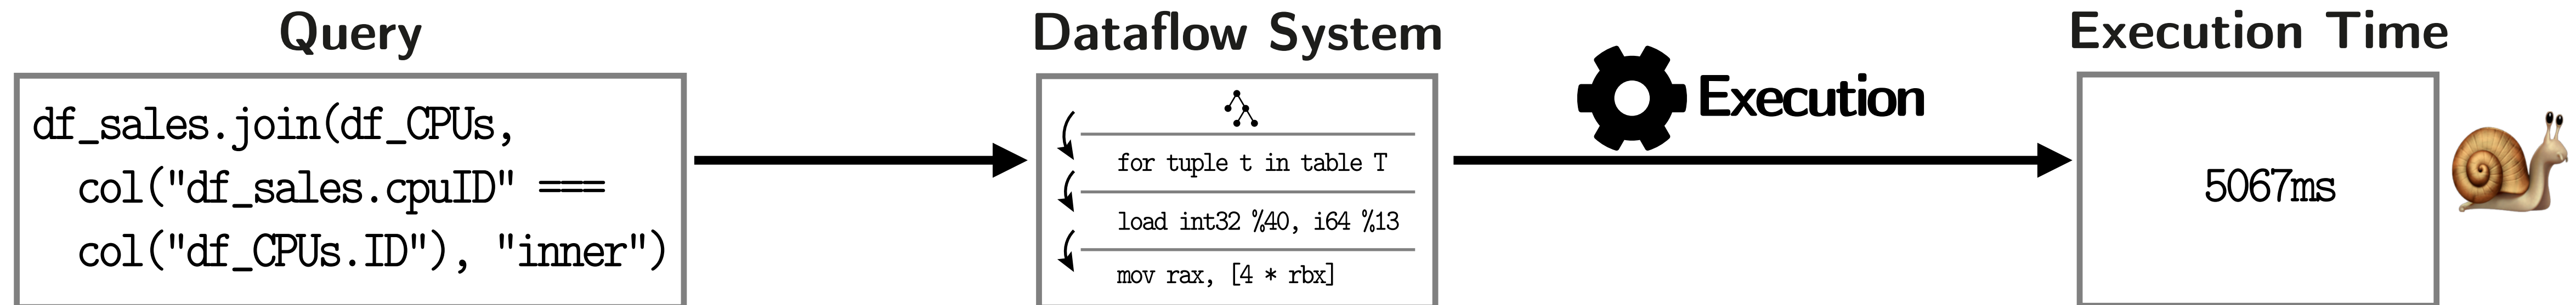 Query
df_sales.join(df_CPUs,
col("df_sales.cpuID" ===
col("df_CPUs.ID"), "inner")
Dataflow System
for tuple t in table T
load int32 %40, i64 %13
mov rax, [4 * rbx]
Execution
Execution Time
5067ms